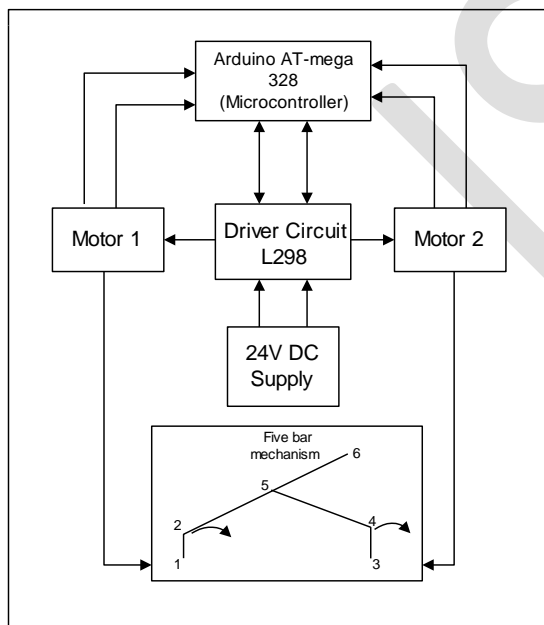 Arduino AT-mega
328
(Microcontroller)
Motor 1
Driver Circuit
L298
Motor 2
24V DC
Supply
Five bar
mechanism
6
5
2
4
1
3